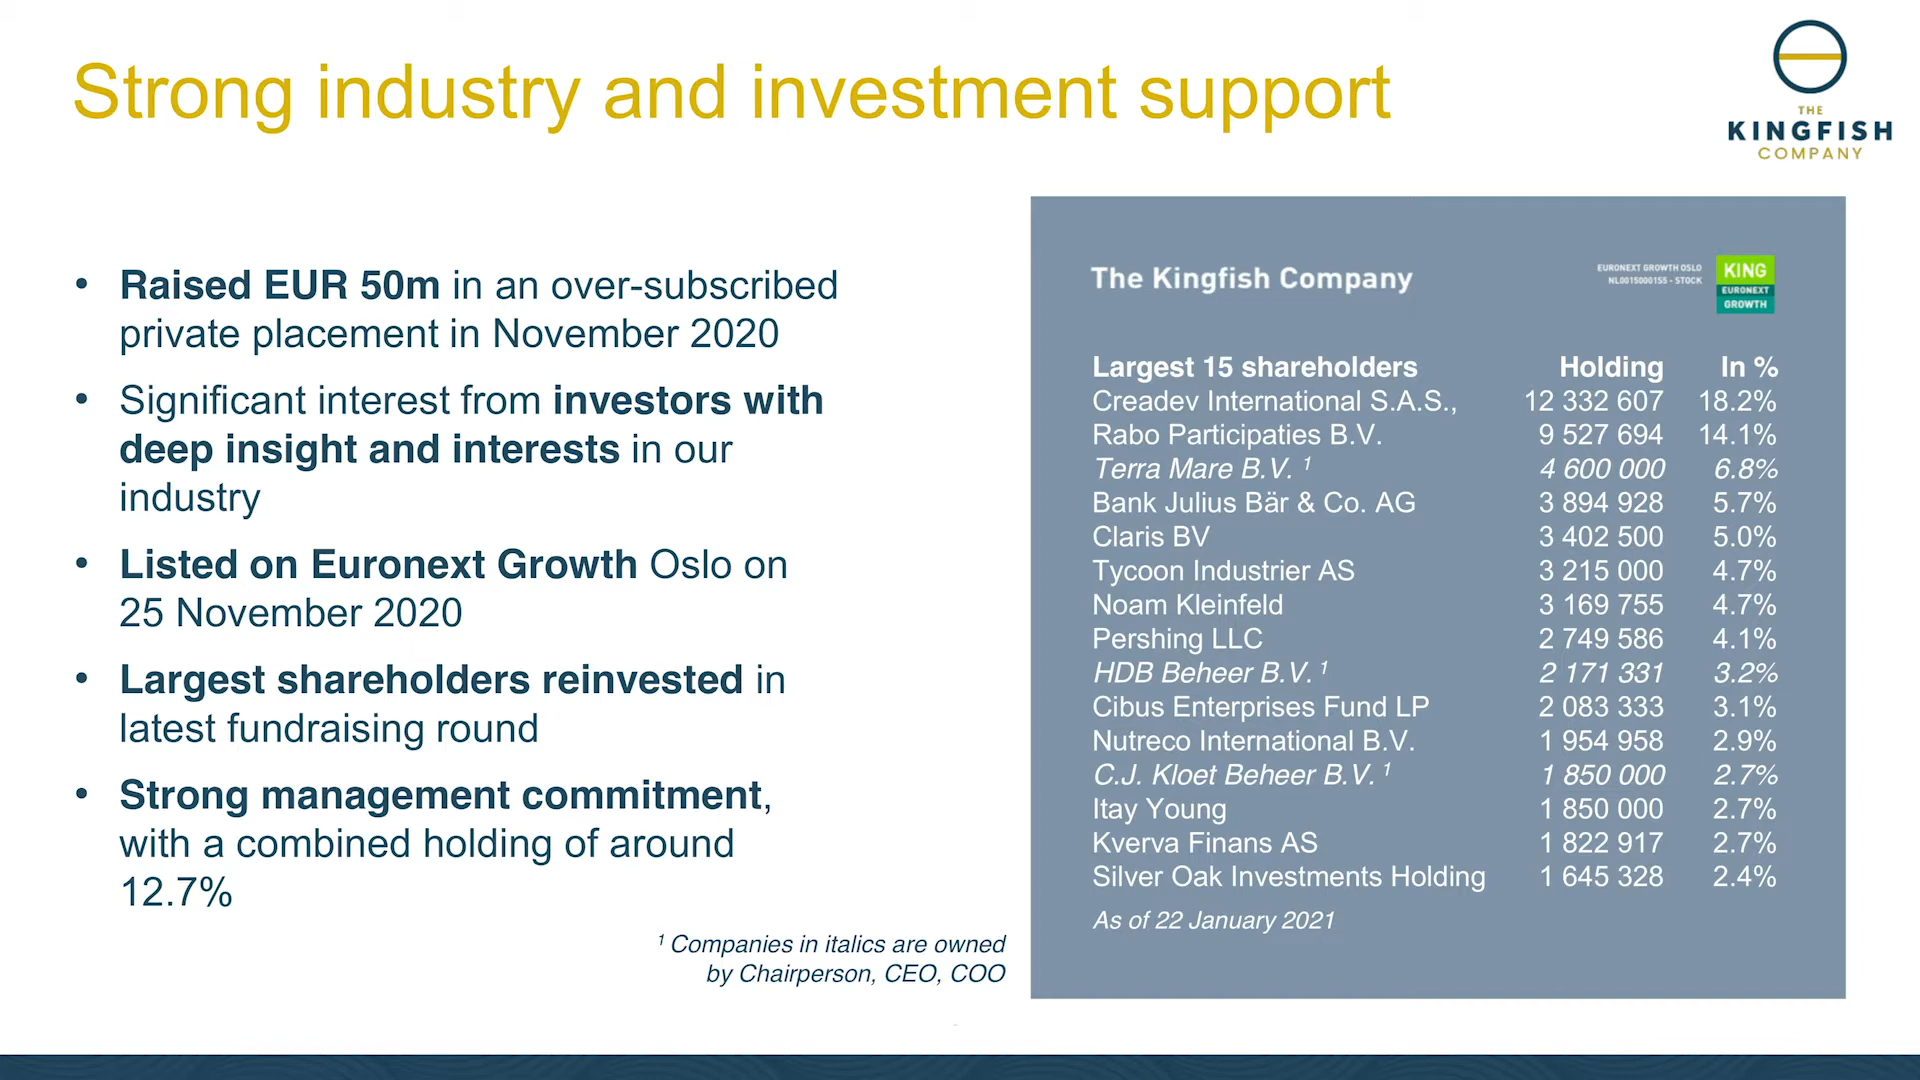 Strong industry and investment support
THE
KINGFISH
COMPANY
• Raised EUR 50m in an over-subscribed
private placement in November 2020
• Significant interest from investors with
deep insight and interests in our
industry
• Listed on Euronext Growth Oslo on
25 November 2020
• Largest shareholders reinvested in
latest fundraising round
• Strong management commitment,
with a combined holding of around
12.7%
¹ Companies in italics are owned
by Chairperson, CEO, COO
The Kingfish Company
EURONEXT GROWTH OSLO
NL0015000155 - STOCK
KING
EURONEXT
GROWTH
Largest 15 shareholders Holding In %
Creadev International S.A.S., 12 332 607 18.2%
Rabo Participaties B.V. 9 527 694 14.1%
Terra Mare B.V. ¹ 4 600 000 6.8%
Bank Julius Bär & Co. AG 3 894 928 5.7%
Claris BV 3 402 500 5.0%
Tycoon Industrier AS 3 215 000 4.7%
Noam Kleinfeld 3 169 755 4.7%
Pershing LLC 2 749 586 4.1%
HDB Beheer B.V. ¹ 2 171 331 3.2%
Cibus Enterprises Fund LP 2 083 333 3.1%
Nutreco International B.V. 1 954 958 2.9%
C.J. Kloet Beheer B.V. ¹ 1 850 000 2.7%
Itay Young 1 850 000 2.7%
Kverva Finans AS 1 822 917 2.7%
Silver Oak Investments Holding 1 645 328 2.4%
As of 22 January 2021